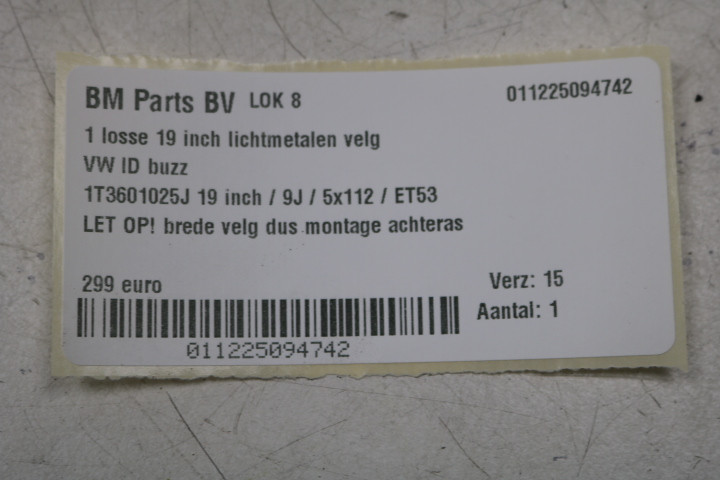 BM Parts BV LOK 8 011225094742
1 losse 19 inch lichtmetalen velg
VW ID buzz
1T3601025J 19 inch / 9J / 5x112 / ET53
LET OP! brede velg dus montage achteras
299 euro Verz: 15
Aantal: 1
011225094742